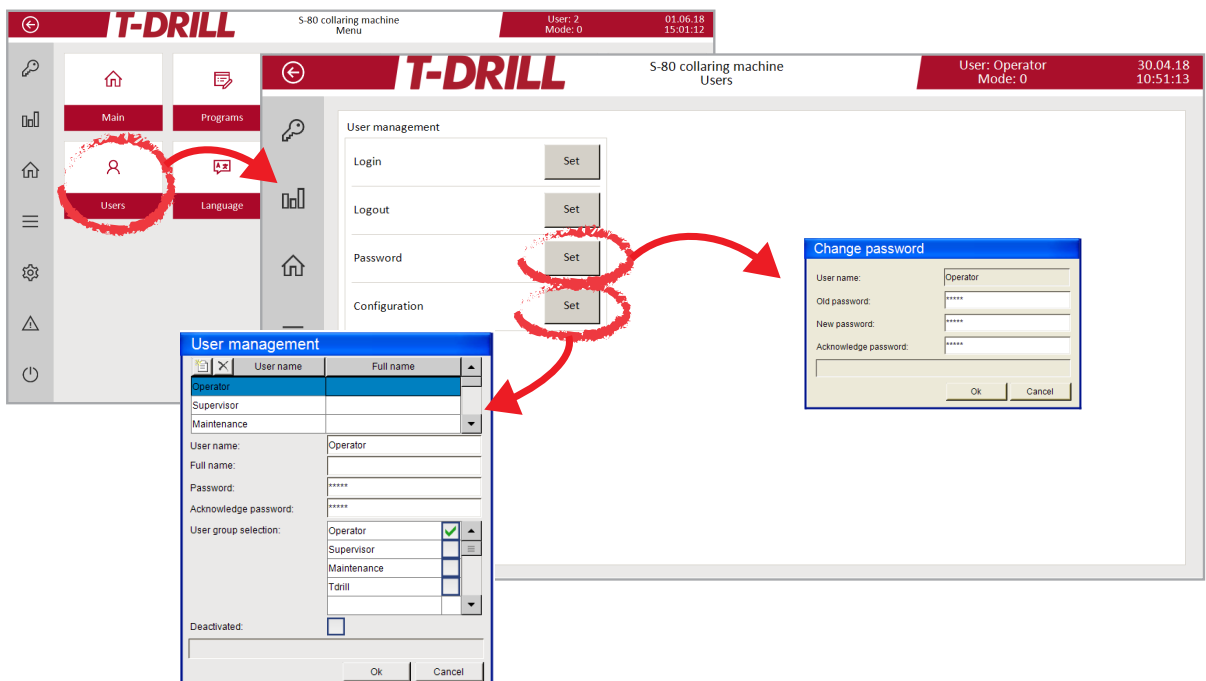 T-DRILL
S-80 collaring machine
Menu
User: 2
Mode: 0
01.06.18
15:01:12
Main
Programs
Users
Language
T-DRILL
S-80 collaring machine
Users
User: Operator
Mode: 0
30.04.18
10:51:13
User management
Login Set
Logout Set
Password Set
Configuration Set
Change password
User name: Operator
Old password: *****
New password: *****
Acknowledge password: *****
Ok Cancel
User management
User name Full name
Operator
Supervisor
Maintenance
User name: Operator
Full name:
Password: *****
Acknowledge password: *****
User group selection: Operator
Supervisor
Maintenance
Tdrill
Deactivated:
Ok Cancel